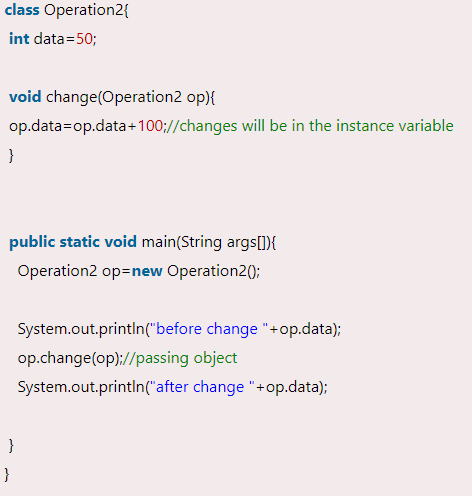 class Operation2{
int data=50;
void change(Operation2 op){
op.data=op.data+100;//changes will be in the instance variable
}
public static void main(String args[]){
Operation2 op=new Operation2();
System.out.println("before change "+op.data);
op.change(op);//passing object
System.out.println("after change "+op.data);
}
}